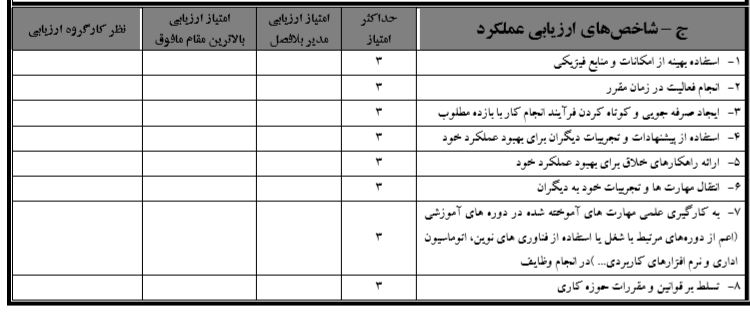 ج – شاخص‌های ارزیابی عملکرد
حداکثر امتیاز
امتیاز ارزیابی مدیر بلافصل
امتیاز ارزیابی بالاترین مقام مافوق
نظر کارگروه ارزیابی
۱- استفاده بهینه از امکانات و منابع فیزیکی ۳
۲- انجام فعالیت در زمان مقرر ۳
۳- ایجاد صرفه جویی و کوتاه کردن فرآیند انجام کار با بازده مطلوب ۳
۴- استفاده از پیشنهادات و تجربیات دیگران برای بهبود عملکرد خود ۳
۵- ارائه راهکارهای خلاق برای بهبود عملکرد خود ۳
۶- انتقال مهارت ها و تجربیات خود به دیگران ۳
۷- به کارگیری علمی مهارت های آموخته شده در دوره های آموزشی
(اعم از دوره‌های مرتبط با شغل یا استفاده از فناوری های نوین، اتوماسیون ۳
اداری و نرم افزارهای کاربردی... )در انجام وظایف
۸- تسلط بر قوانین و مقررات حوزه کاری ۳